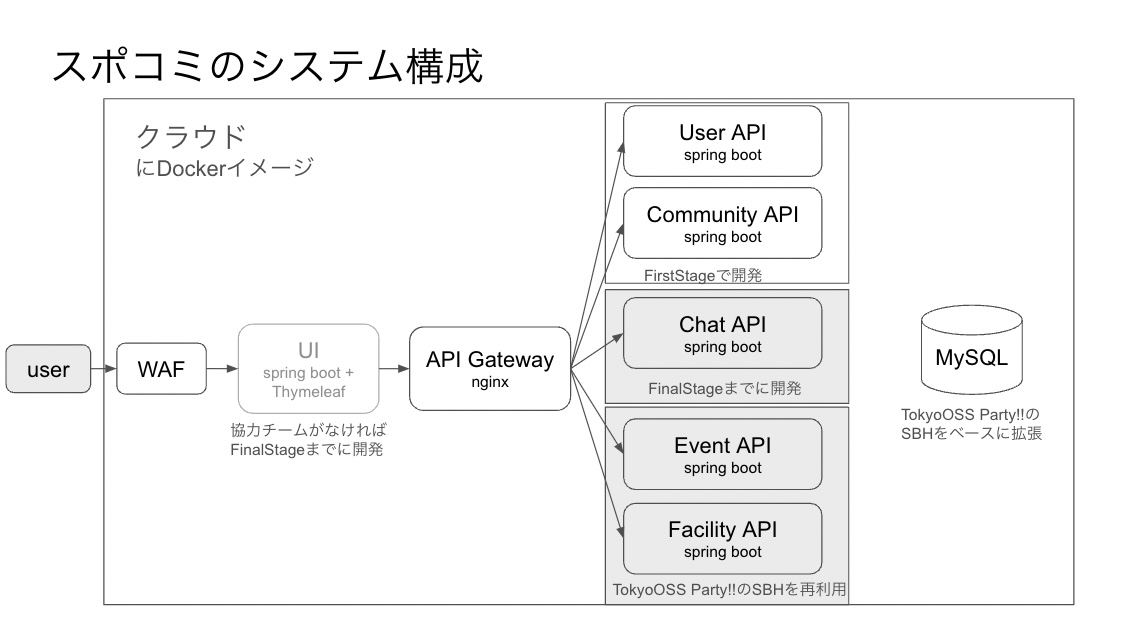 スポコミのシステム構成
クラウド
にDockerイメージ
user
WAF
UI
spring boot +
Thymeleaf
協力チームがなければ
FinalStageまでに開発
API Gateway
nginx
User API
spring boot
Community API
spring boot
FirstStageで開発
Chat API
spring boot
FinalStageまでに開発
Event API
spring boot
Facility API
spring boot
TokyoOSS Party!!のSBHを再利用
MySQL
TokyoOSS Party!!の
SBHをベースに拡張